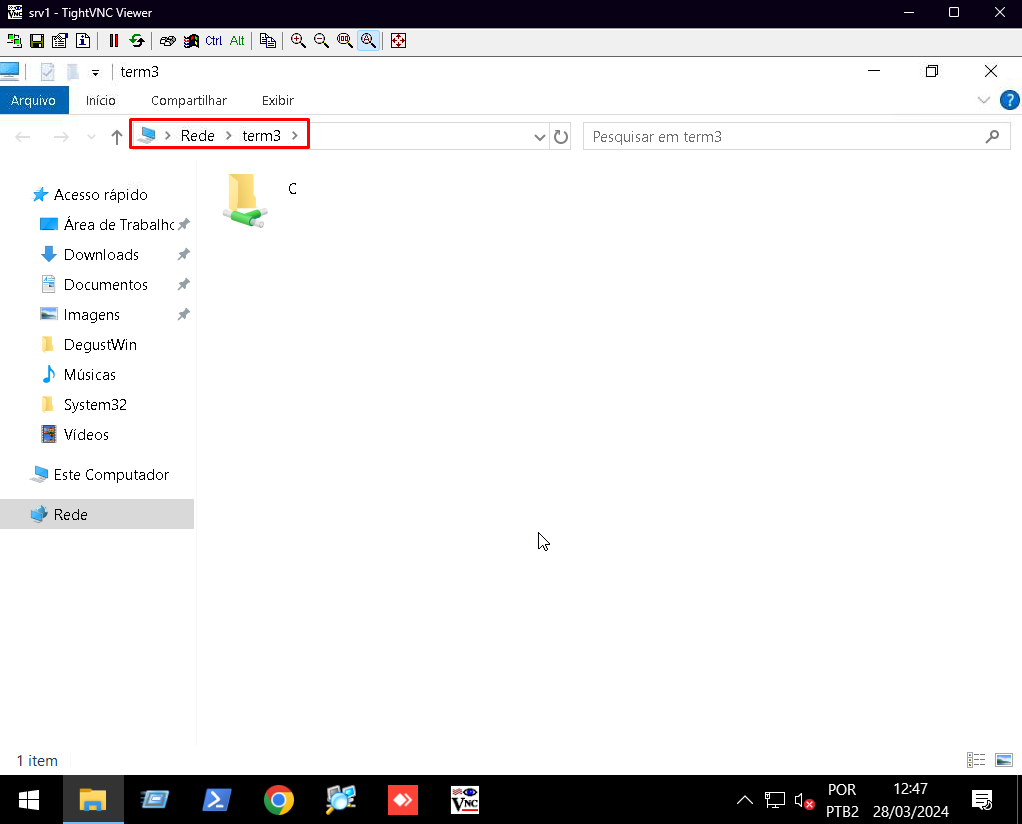 srv1 - TightVNC Viewer
Ctrl Alt
term3
Arquivo Início Compartilhar Exibir
Rede term3 Pesquisar em term3
Acesso rápido
C
Área de Trabalho
Downloads
Documentos
Imagens
DegustWin
Músicas
System32
Vídeos
Este Computador
Rede
1 item
POR 12:47
PTB2 28/03/2024
VNC